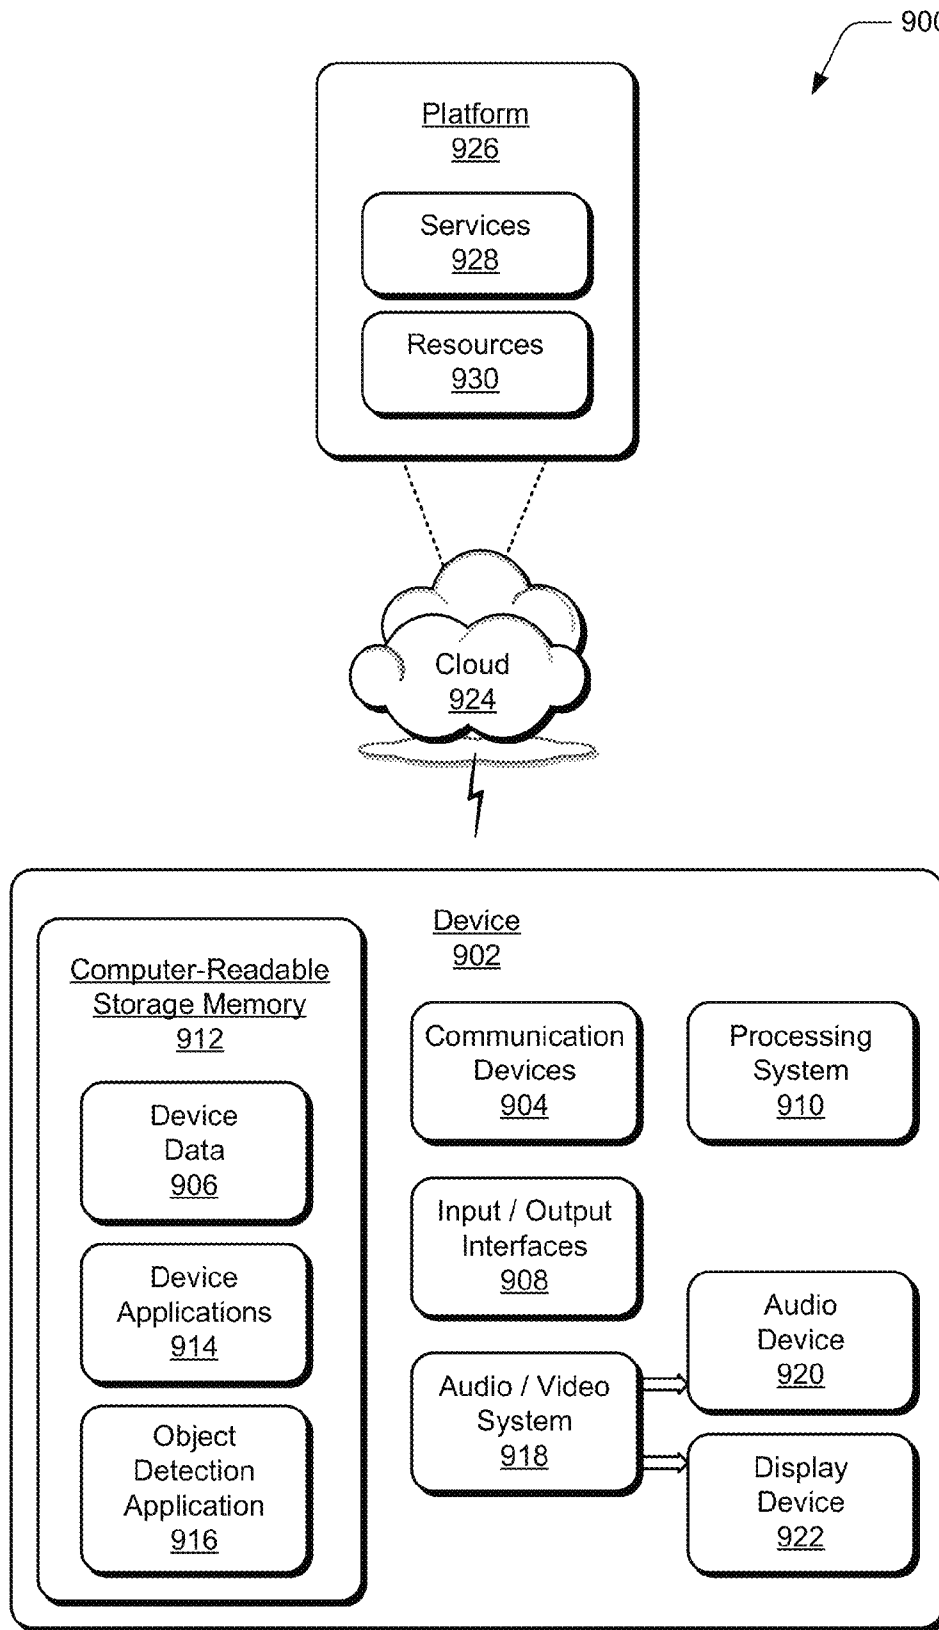 900
Platform
926
Services
928
Resources
930
Cloud
924
Device
902
Computer-Readable
Storage Memory
912
Device
Data
906
Device
Applications
914
Object
Detection
Application
916
Communication
Devices
904
Processing
System
910
Input / Output
Interfaces
908
Audio / Video
System
918
Audio
Device
920
Display
Device
922